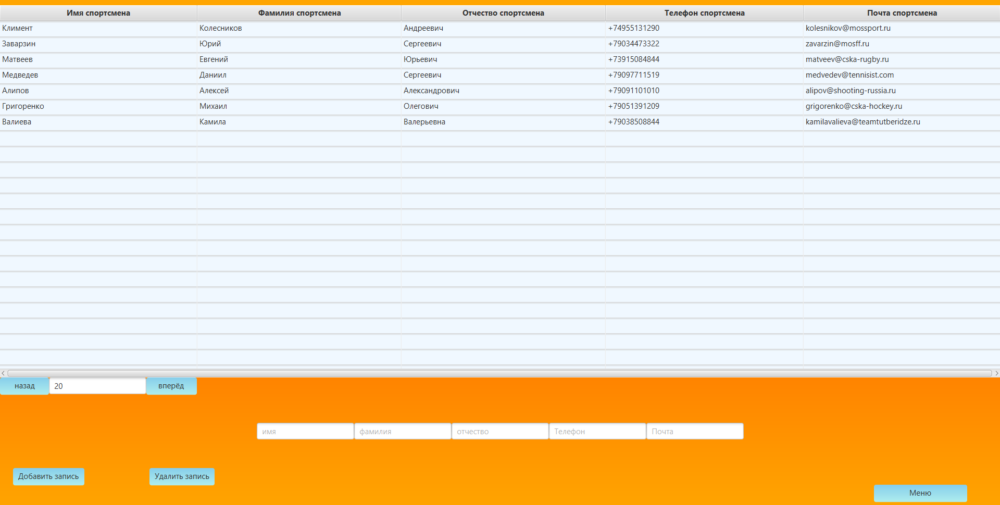 Имя спортсмена Фамилия спортсмена Отчество спортсмена Телефон спортсмена Почта спортсмена
Климент Колесников Андреевич +74955131290 kolesnikov@mossport.ru
Заварзин Юрий Сергеевич +79034473322 zavarzin@mosff.ru
Матвеев Евгений Юрьевич +73915084844 matveev@cska-rugby.ru
Медведев Даниил Сергеевич +79097711519 medvedev@tennisist.com
Алипов Алексей Александрович +79091101010 alipov@shooting-russia.ru
Григоренко Михаил Олегович +79051391209 grigorenko@cska-hockey.ru
Валиева Камила Валерьевна +79038508844 kamilavalieva@teamtutberidze.ru
назад 20 вперёд
имя фамилия отчество Телефон Почта
Добавить запись Удалить запись
Меню